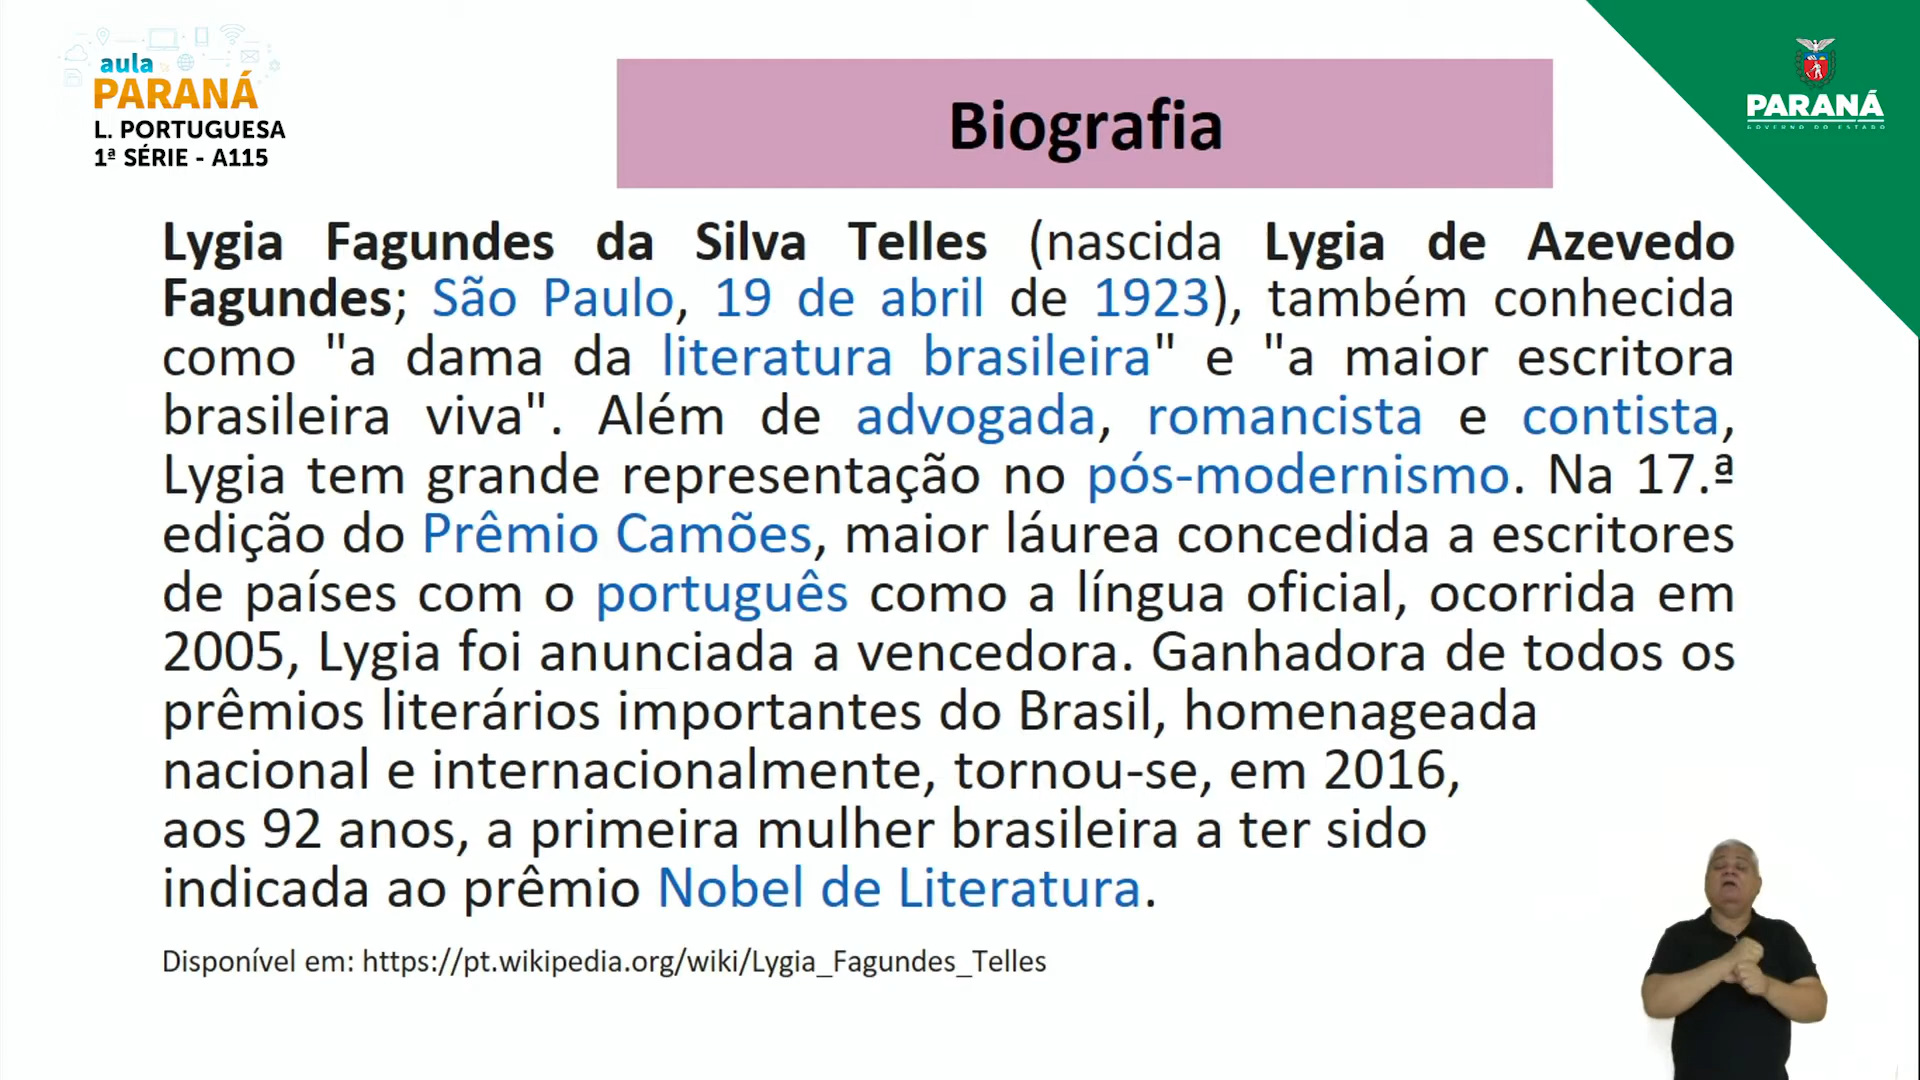 aula
PARANÁ
L. PORTUGUESA
1ª SÉRIE - A115
Biografia
PARANÁ
GOVERNO DO ESTADO
Lygia Fagundes da Silva Telles (nascida Lygia de Azevedo
Fagundes; São Paulo, 19 de abril de 1923), também conhecida
como "a dama da literatura brasileira" e "a maior escritora
brasileira viva". Além de advogada, romancista e contista,
Lygia tem grande representação no pós-modernismo. Na 17.ª
edição do Prêmio Camões, maior láurea concedida a escritores
de países com o português como a língua oficial, ocorrida em
2005, Lygia foi anunciada a vencedora. Ganhadora de todos os
prêmios literários importantes do Brasil, homenageada
nacional e internacionalmente, tornou-se, em 2016,
aos 92 anos, a primeira mulher brasileira a ter sido
indicada ao prêmio Nobel de Literatura.
Disponível em: https://pt.wikipedia.org/wiki/Lygia_Fagundes_Telles